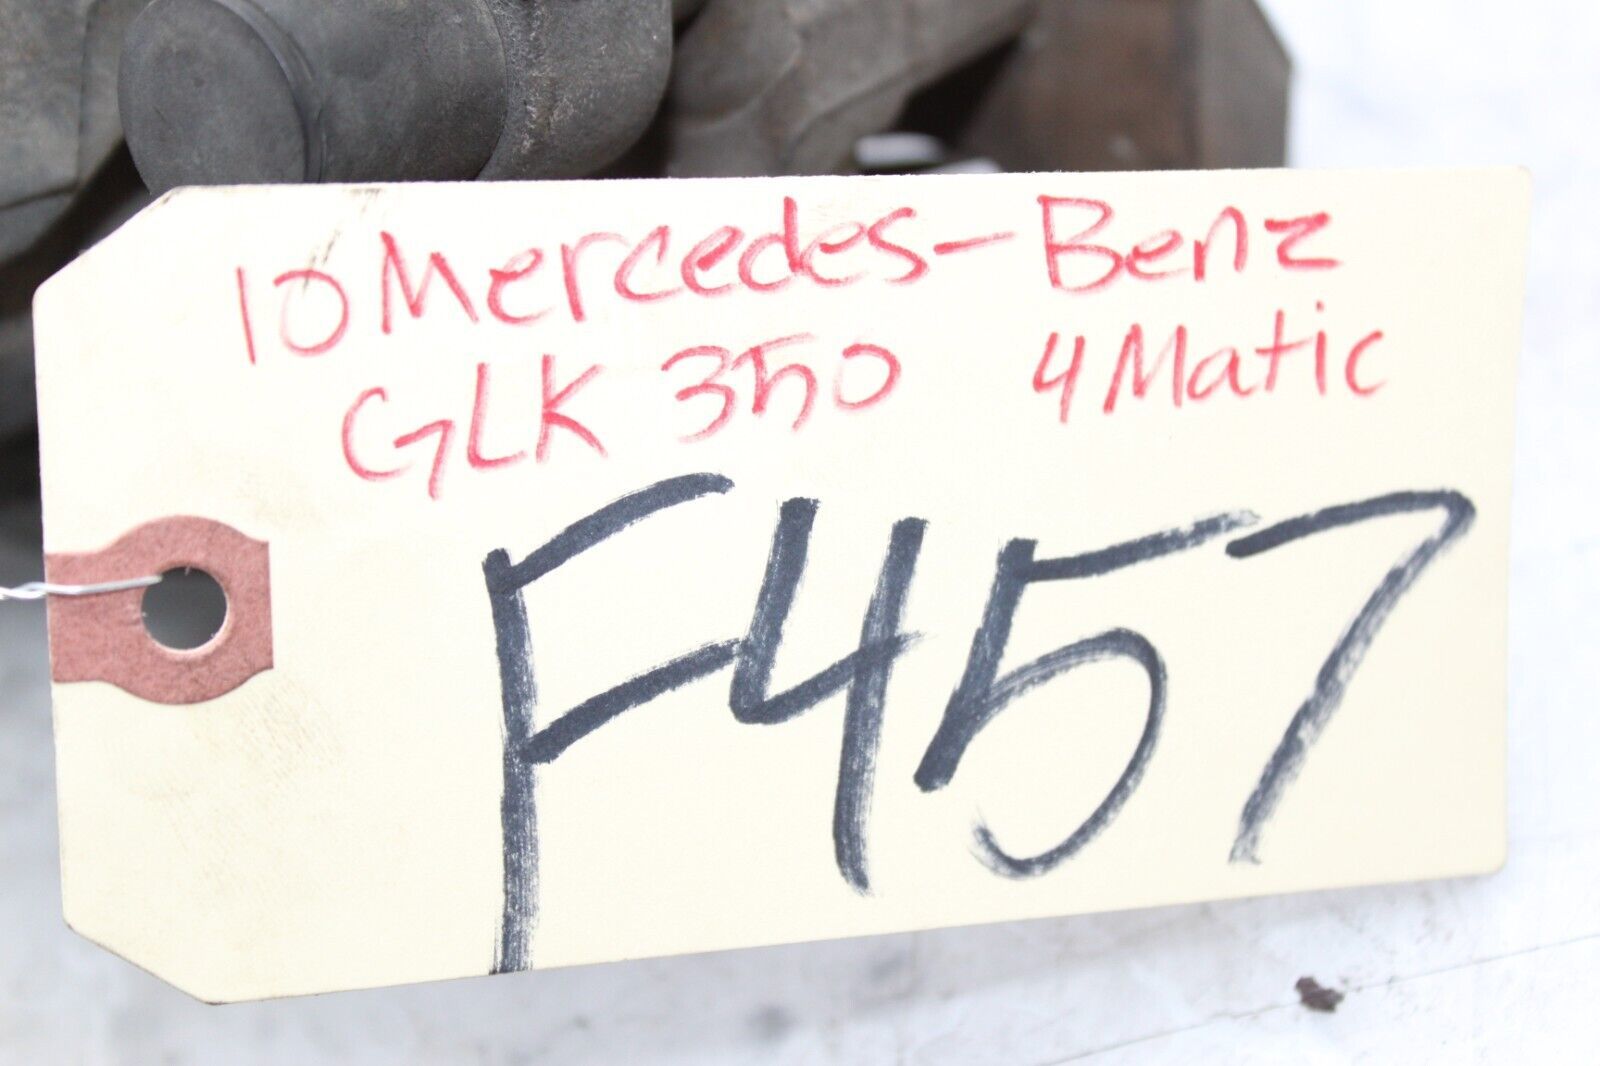 10 Mercedes-Benz
GLK 350 4Matic
F457